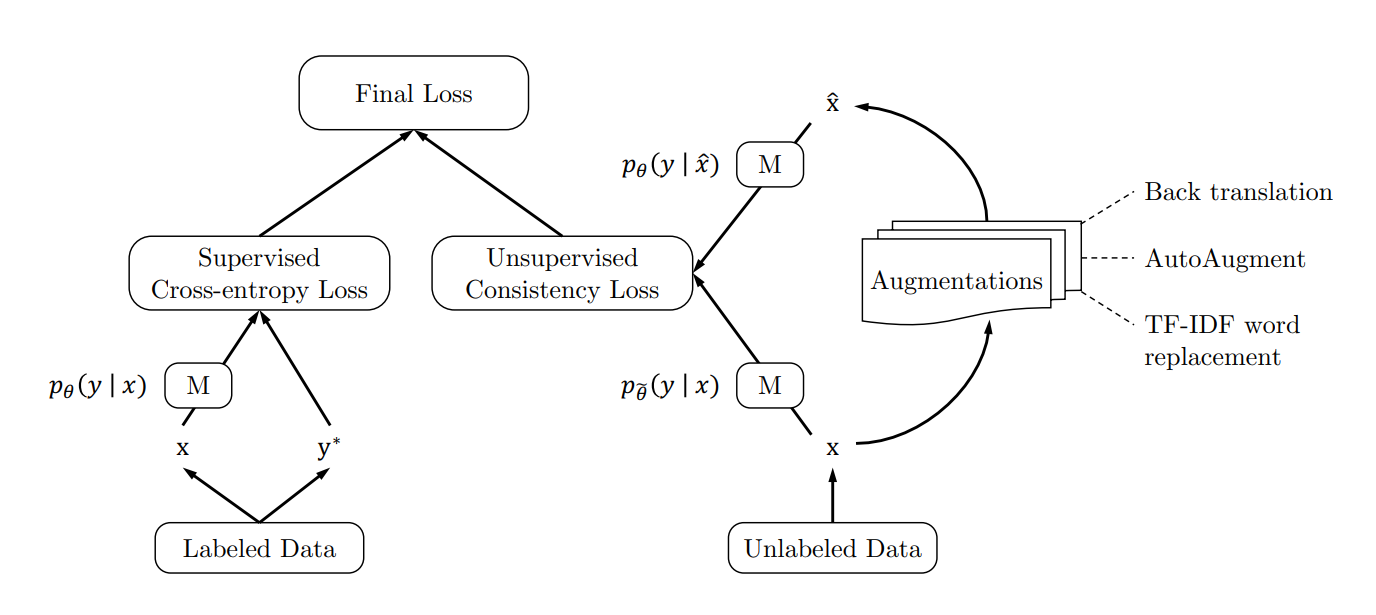 Final Loss
x̂
p_θ(y | x̂)
M
Back translation
Supervised
Cross-entropy Loss
Unsupervised
Consistency Loss
Augmentations
AutoAugment
TF-IDF word
replacement
p_θ(y | x)
M
p_θ̃(y | x)
M
x
y*
x
Labeled Data
Unlabeled Data